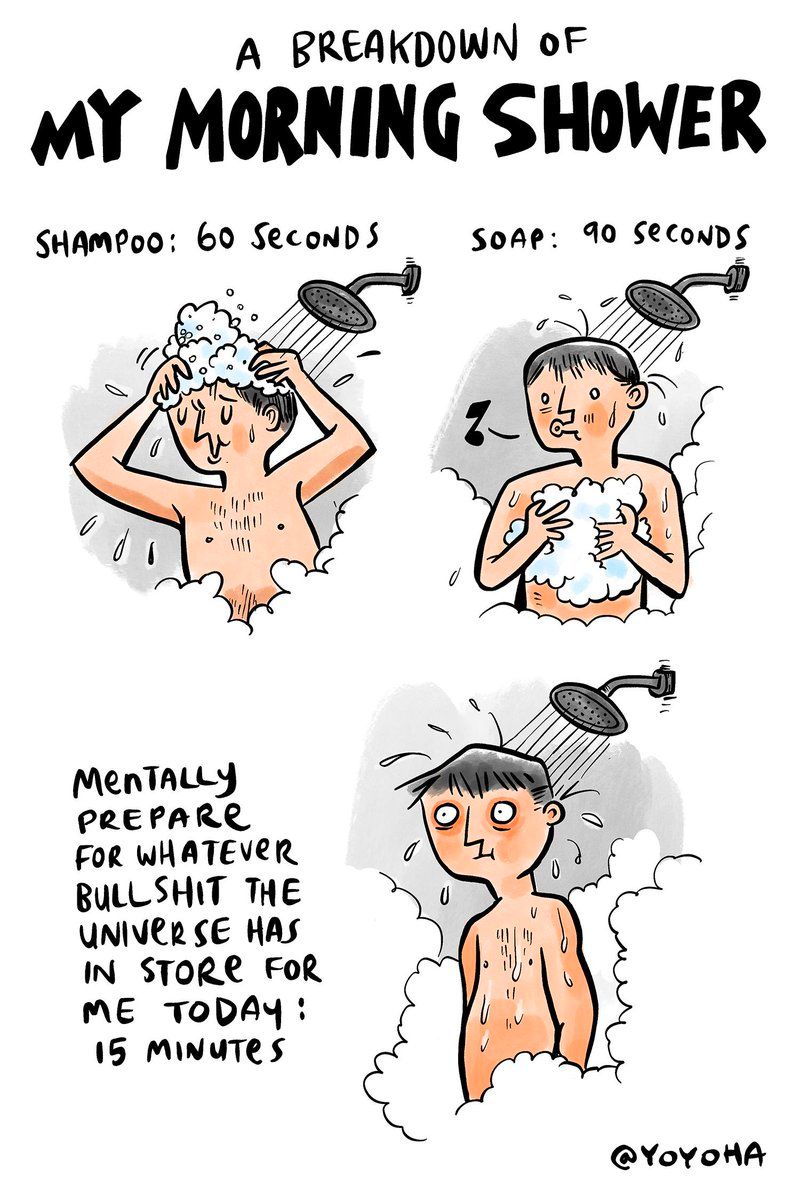 A BREAKDOWN OF
MY MORNING SHOWER
SHAMPOO: 60 SECONDS
SOAP: 90 SECONDS
MENTALLY
PREPARE
FOR WHATEVER
BULLSHIT THE
UNIVERSE HAS
IN STORE FOR
ME TODAY:
15 MINUTES
@YOYOHA